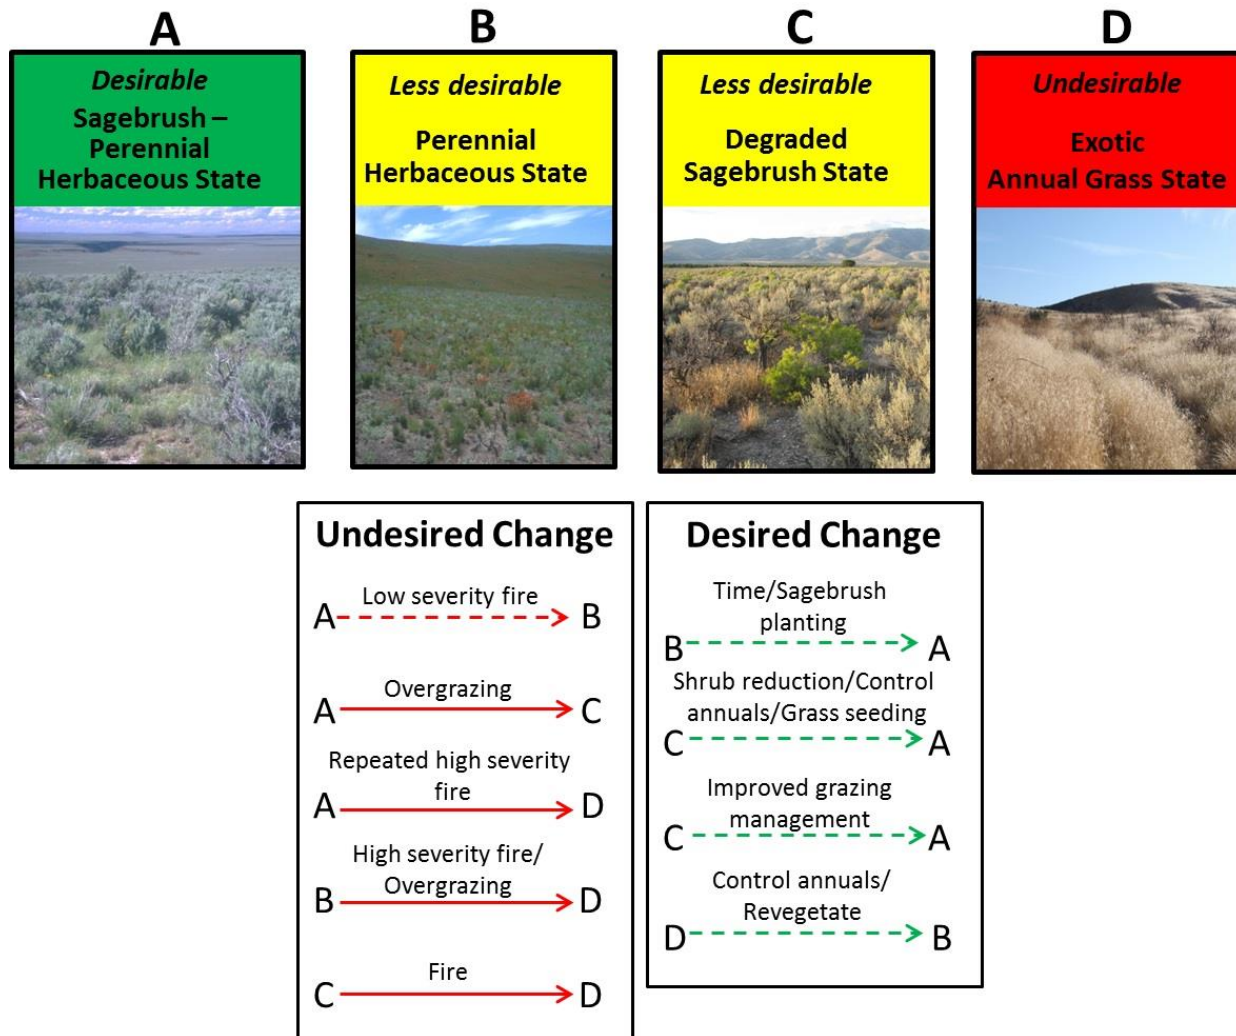 A
B
C
D
Desirable
Sagebrush –
Perennial
Herbaceous State
Less desirable
Perennial
Herbaceous State
Less desirable
Degraded
Sagebrush State
Undesirable
Exotic
Annual Grass State
Undesired Change
Low severity fire
A B
Overgrazing
A C
Repeated high severity
fire
A D
High severity fire/
Overgrazing
B D
Fire
C D
Desired Change
Time/Sagebrush
planting
B A
Shrub reduction/Control
annuals/Grass seeding
C A
Improved grazing
management
C A
Control annuals/
Revegetate
D B